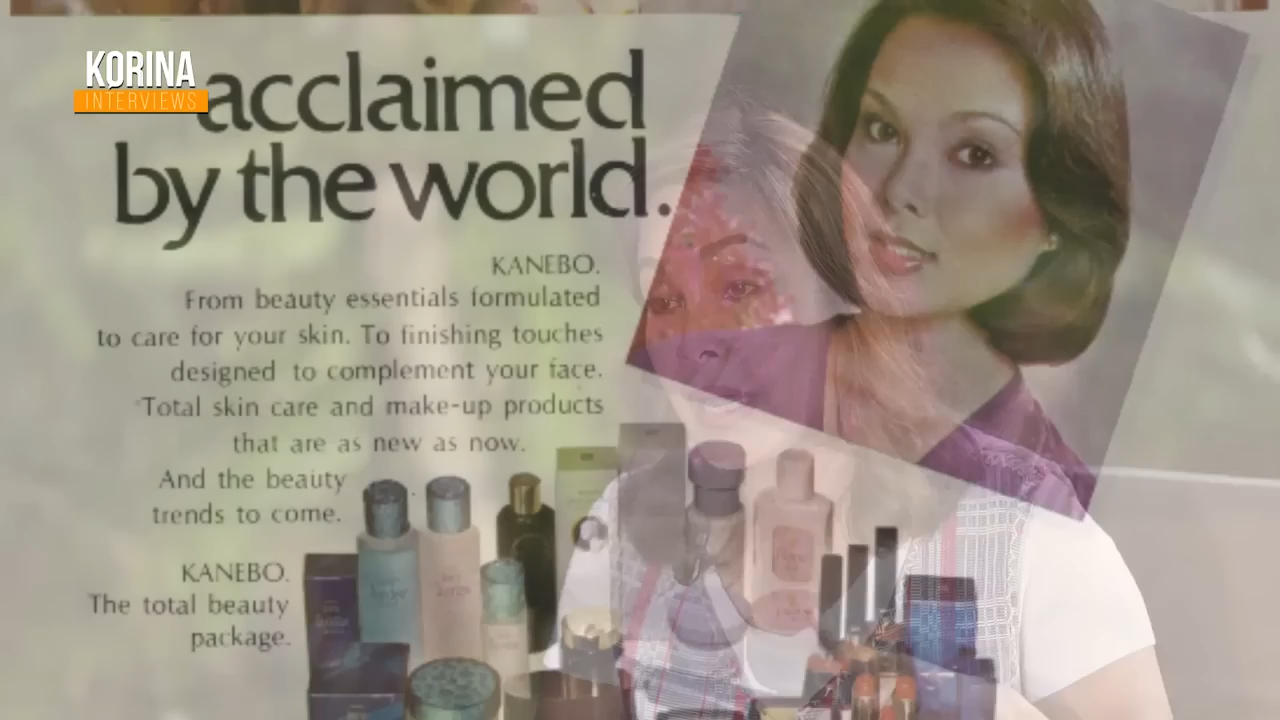 KORINA
INTERVIEWS
acclaimed
by the world.
KANEBO.
From beauty essentials formulated
to care for your skin. To finishing touches
designed to complement your face.
Total skin care and make-up products
that are as new as now.
And the beauty
trends to come.
KANEBO.
The total beauty
package.